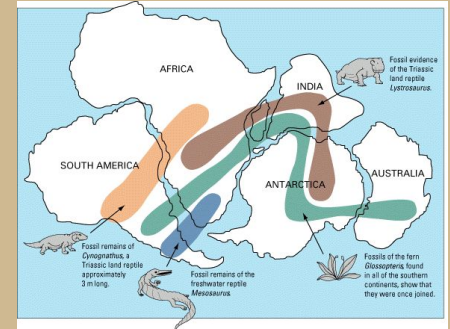 AFRICA
Fossil evidence
of the Triassic
land reptile
Lystrosaurus.
INDIA
SOUTH AMERICA
ANTARCTICA
AUSTRALIA
Fossil remains of
Cynognathus, a
Triassic land reptile
approximately
3 m long.
Fossil remains of the
freshwater reptile
Mesosaurus.
Fossils of the fern
Glossopteris, found
in all of the southern
continents, show that
they were once joined.